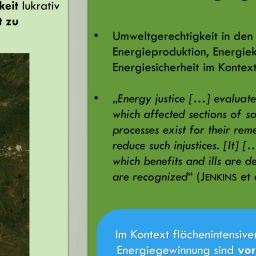 keit lukrativ
t zu
• Umweltgerechtigkeit in den
Energieproduktion, Energiek
Energiesicherheit im Kontext
• „Energy justice […] evaluate
which affected sections of so
processes exist for their reme
reduce such injustices. [It] […
which benefits and ills are de
are recognized“ (JENKINS et
Im Kontext flächenintensiver
Energiegewinnung sind vor